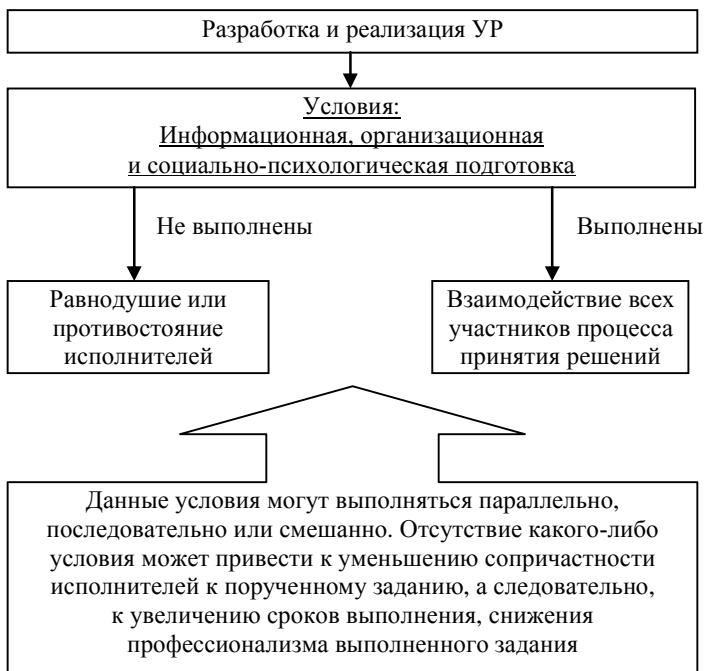 Разработка и реализация УР
Условия:
Информационная, организационная
и социально-психологическая подготовка
Не выполнены
Выполнены
Равнодушие или
противостояние
исполнителей
Взаимодействие всех
участников процесса
принятия решений
Данные условия могут выполняться параллельно,
последовательно или смешанно. Отсутствие какого-либо
условия может привести к уменьшению сопричастности
исполнителей к порученному заданию, а следовательно,
к увеличению сроков выполнения, снижения
профессионализма выполненного задания